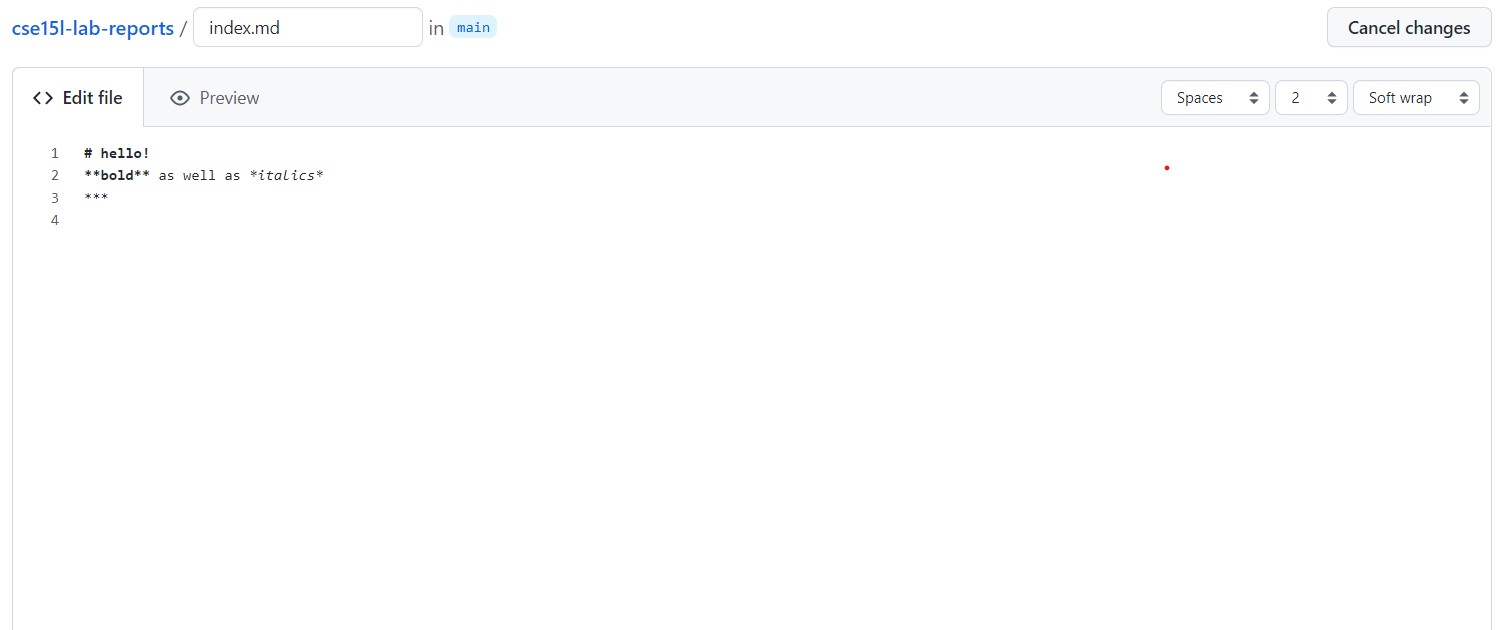 cse15l-lab-reports / index.md in main Cancel changes
<> Edit file Preview Spaces 2 Soft wrap
1 # hello!
2 **bold** as well as *italics*
3 ***
4